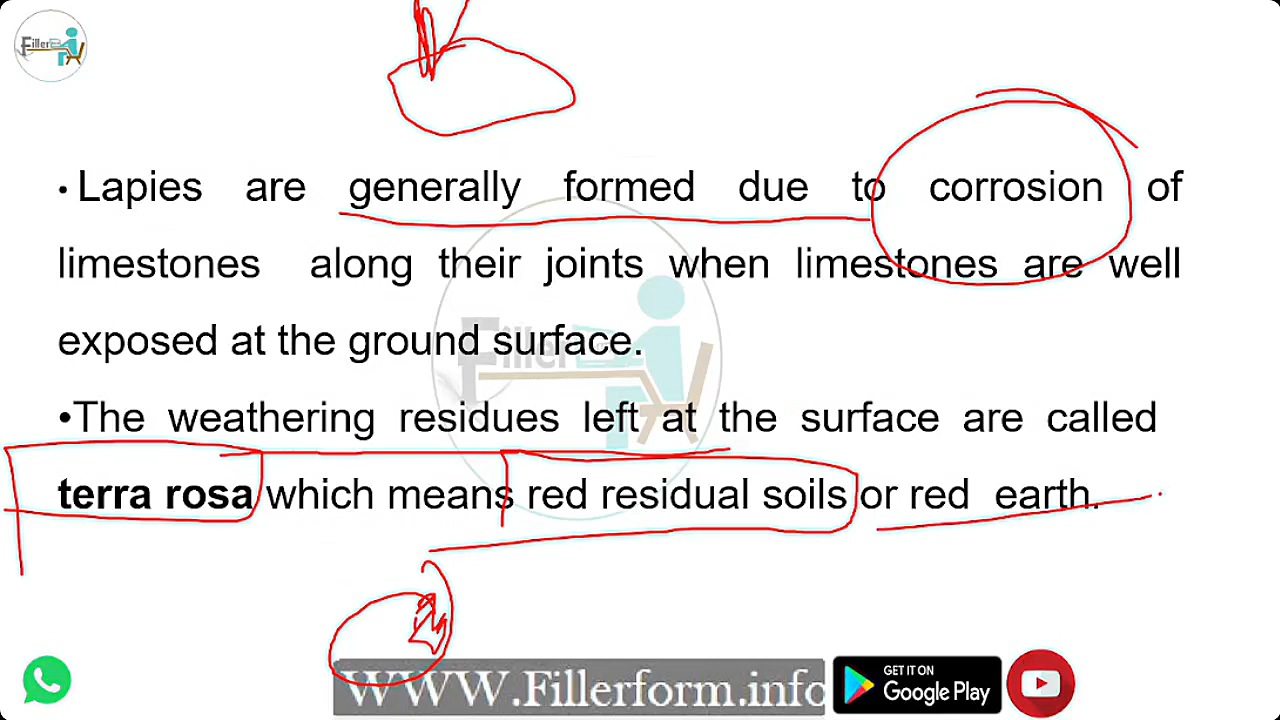 Filler
• Lapies are generally formed due to corrosion of
limestones along their joints when limestones are well
exposed at the ground surface.
•The weathering residues left at the surface are called
terra rosa which means red residual soils or red earth.
Filler
WWW.Fillerform.info
GET IT ON
Google Play